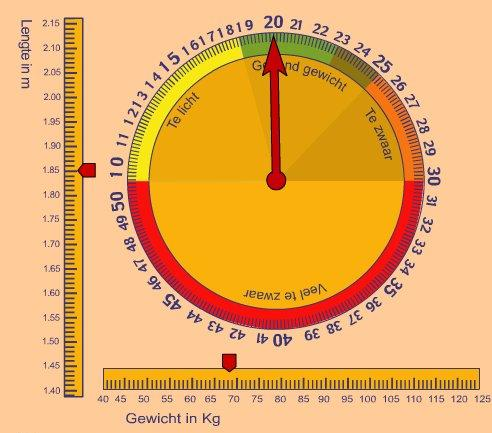 Lengte in m
2.15
2.10
2.05
2.00
1.95
1.90
1.85
1.80
1.75
1.70
1.65
1.60
1.55
1.50
1.45
1.40
10 11 12 13 14 15 16 17 18 19 20 21 22 23 24 25 26 27 28 29 30 31 32 33 34 35 36 37 38 39 40 41 42 43 44 45 46 47 48 49 50
Te licht
Gezond gewicht
Te zwaar
Veel te zwaar
40 45 50 55 60 65 70 75 80 85 90 95 100 105 110 115 120 125
Gewicht in Kg